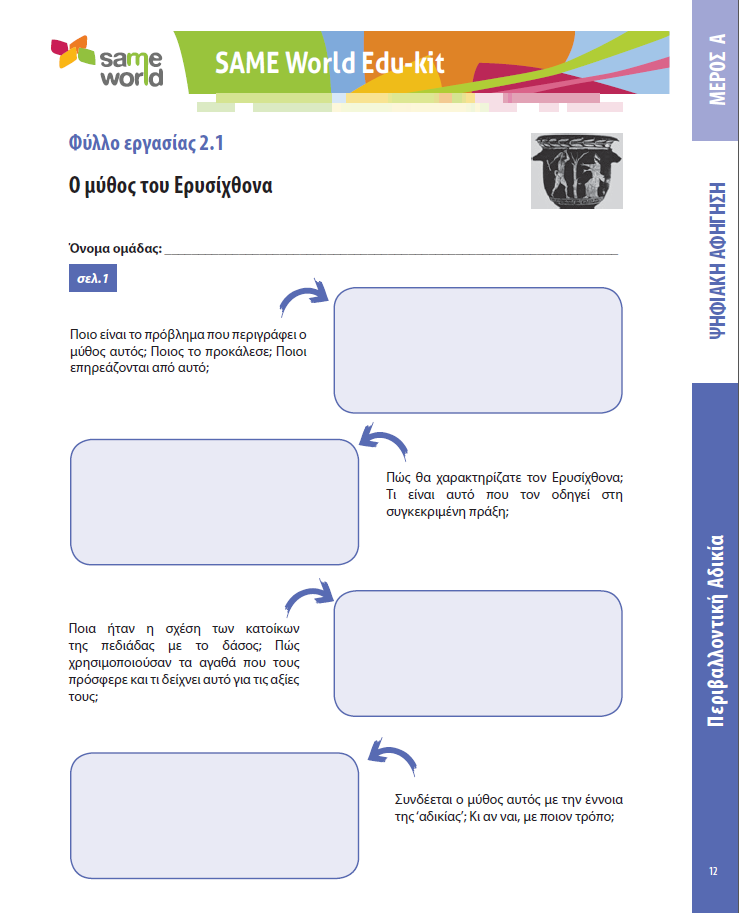 same
world
SAME World Edu-kit
ΜΕΡΟΣ Α
Φύλλο εργασίας 2.1
Ο μύθος του Ερυσίχθονα
ΨΗΦΙΑΚΗ ΑΦΗΓΗΣΗ
Όνομα ομάδας:
σελ.1
Ποιο είναι το πρόβλημα που περιγράφει ο
μύθος αυτός; Ποιος το προκάλεσε; Ποιοι
επηρεάζονται από αυτό;
Πώς θα χαρακτηρίζατε τον Ερυσίχθονα;
Τι είναι αυτό που τον οδηγεί στη
συγκεκριμένη πράξη;
Ποια ήταν η σχέση των κατοίκων
της πεδιάδας με το δάσος; Πώς
χρησιμοποιούσαν τα αγαθά που τους
πρόσφερε και τι δείχνει αυτό για τις αξίες
τους;
Συνδέεται ο μύθος αυτός με την έννοια
της ‘αδικίας’; Κι αν ναι, με ποιον τρόπο;
Περιβαλλοντική Αδικία
12